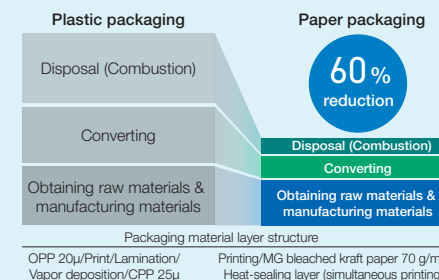 Plastic packaging
Paper packaging
Disposal (Combustion)
60%
reduction
Disposal (Combustion)
Converting
Converting
Obtaining raw materials &
manufacturing materials
Obtaining raw materials &
manufacturing materials
Packaging material layer structure
OPP 20μ/Print/Lamination/
Vapor deposition/CPP 25μ
Printing/MG bleached kraft paper 70 g/m
Heat-sealing layer (simultaneous printing